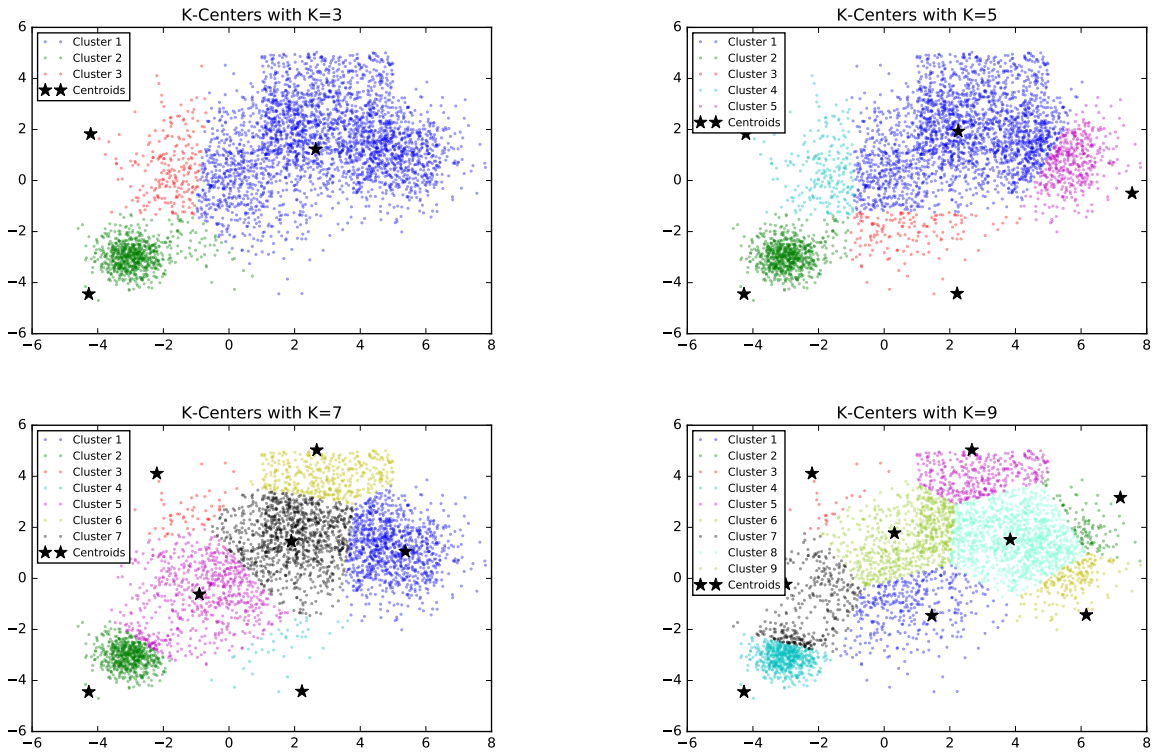 K-Centers with K=3
6
4
2
0
−2
−4
−6
−6 −4 −2 0 2 4 6 8
Cluster 1
Cluster 2
Cluster 3
Centroids
K-Centers with K=5
6
4
2
0
−2
−4
−6
−6 −4 −2 0 2 4 6 8
Cluster 1
Cluster 2
Cluster 3
Cluster 4
Cluster 5
Centroids
K-Centers with K=7
6
4
2
0
−2
−4
−6
−6 −4 −2 0 2 4 6 8
Cluster 1
Cluster 2
Cluster 3
Cluster 4
Cluster 5
Cluster 6
Cluster 7
Centroids
K-Centers with K=9
6
4
2
0
−2
−4
−6
−6 −4 −2 0 2 4 6 8
Cluster 1
Cluster 2
Cluster 3
Cluster 4
Cluster 5
Cluster 6
Cluster 7
Cluster 8
Cluster 9
Centroids